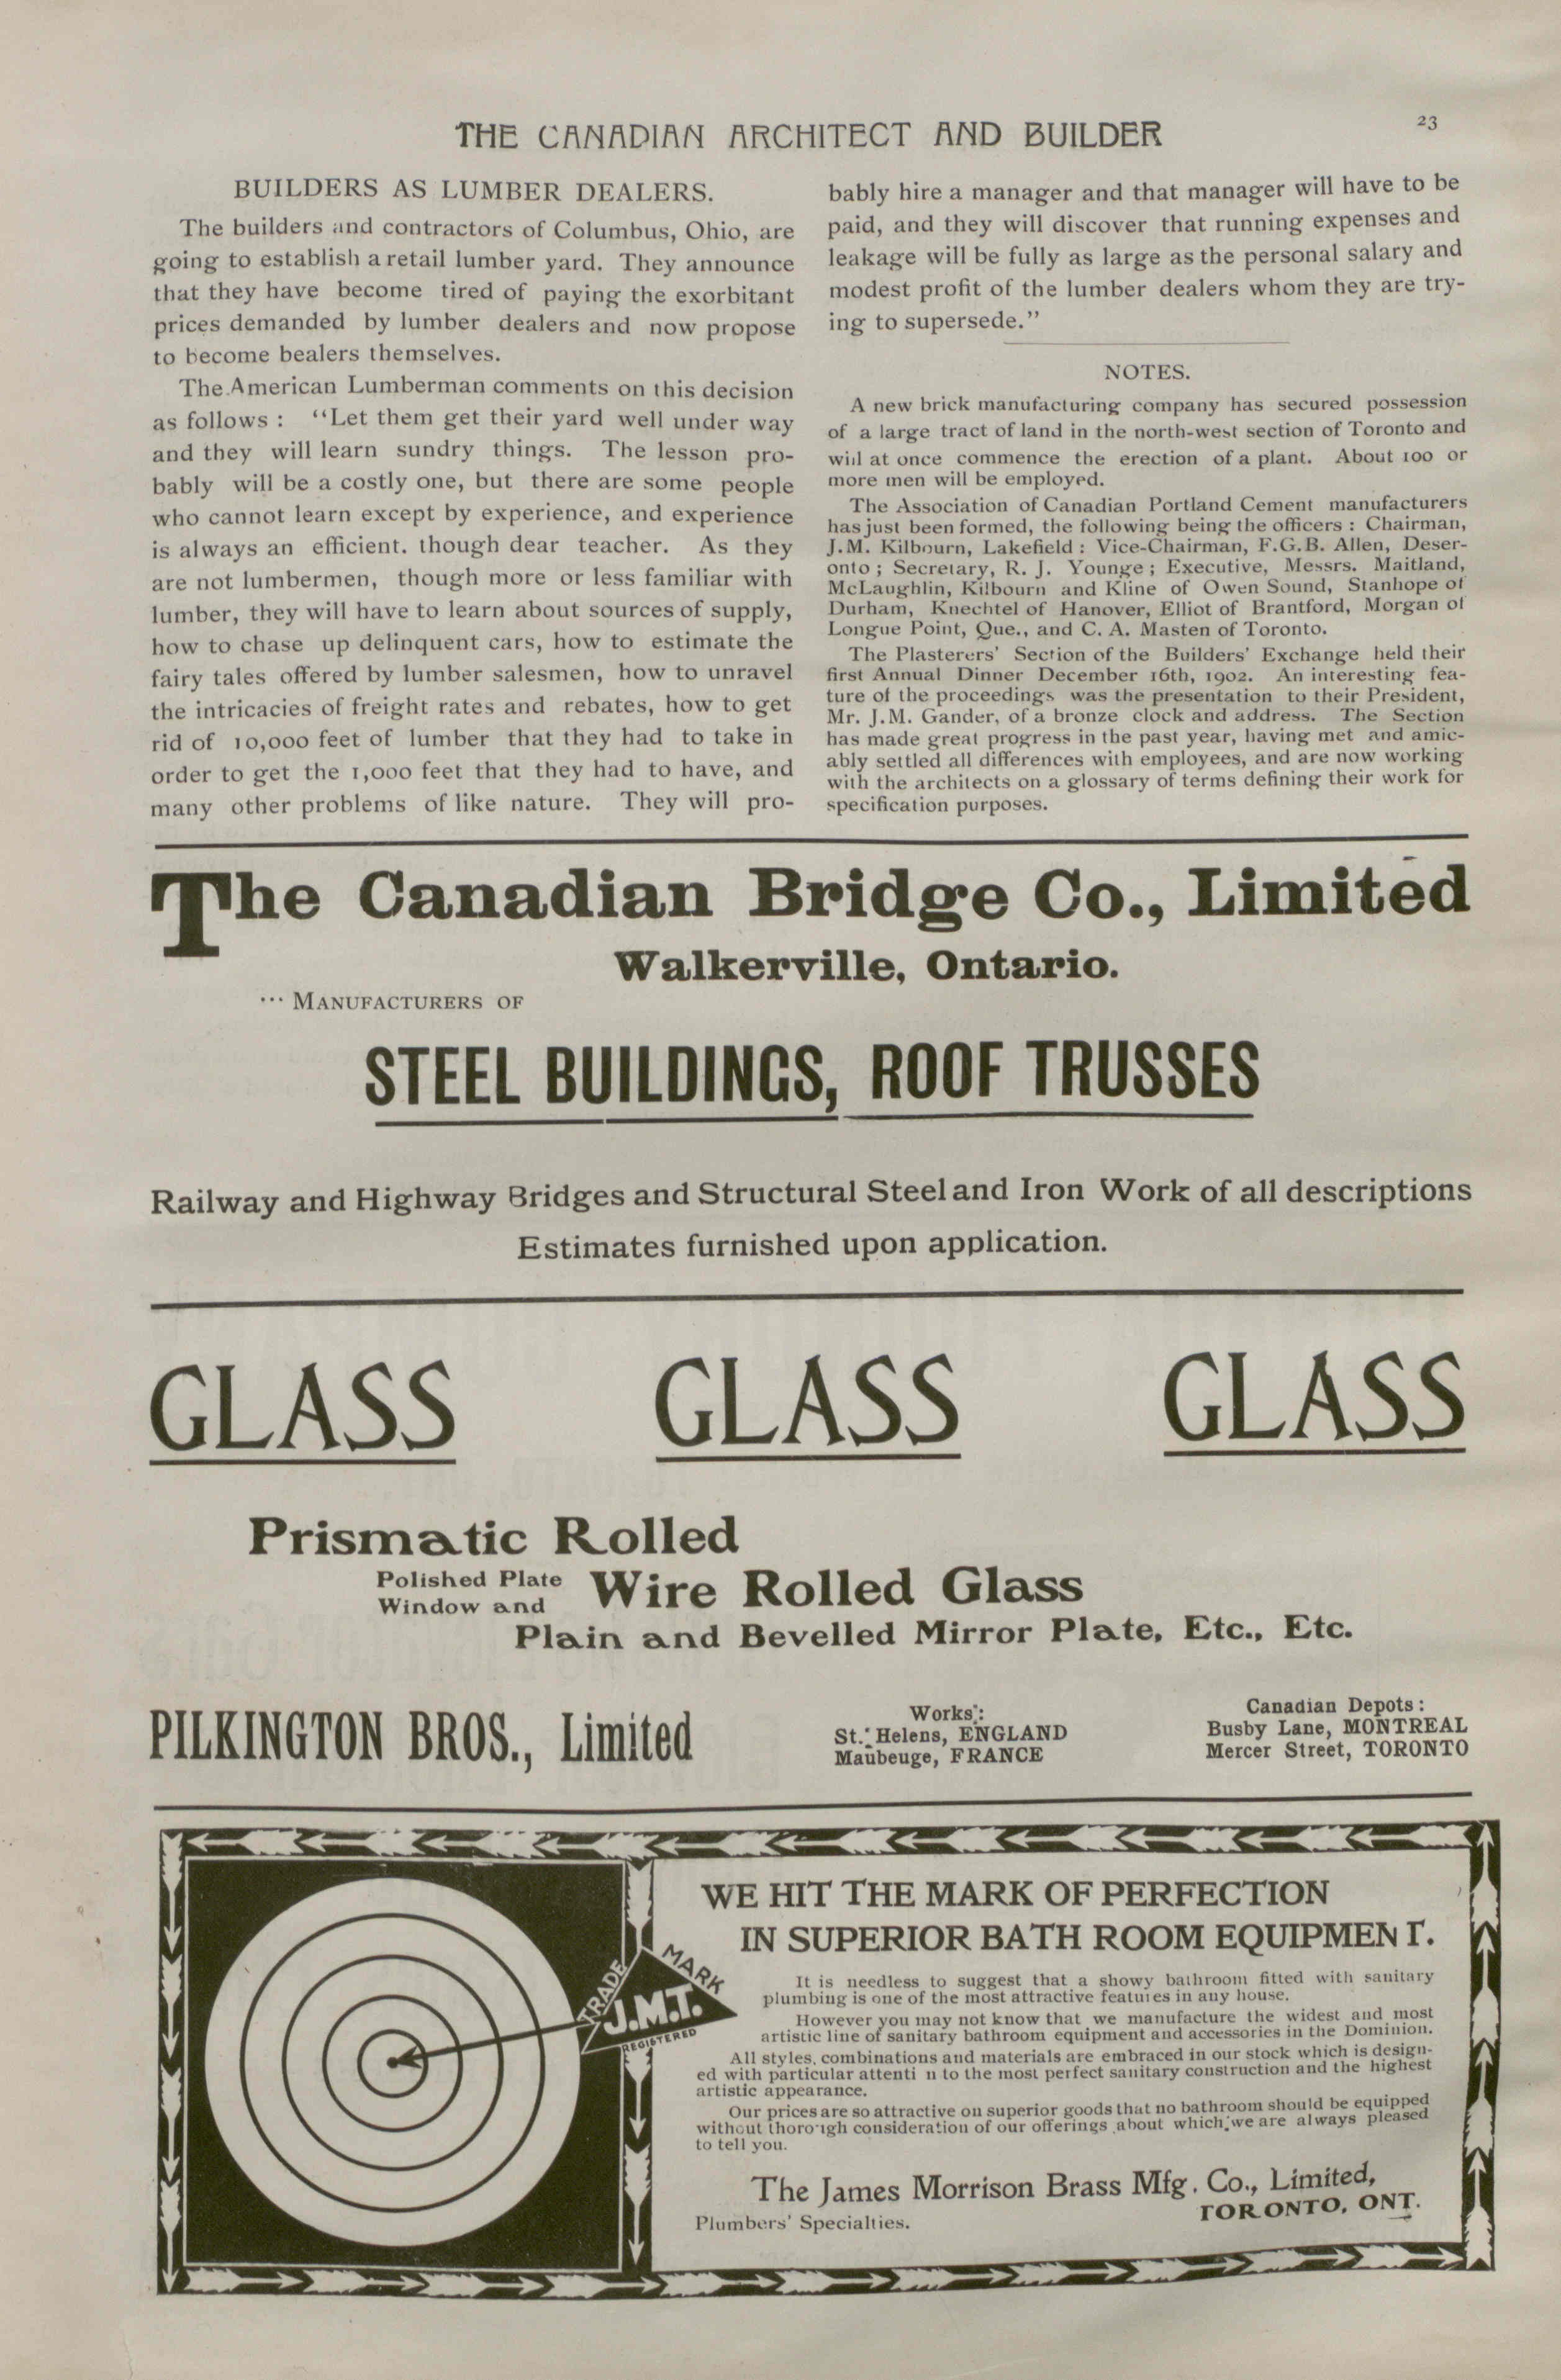 THE CANADIAN ARCHITECT AND BUILDER
23
BUILDERS AS LUMBER DEALERS.
The builders and contractors of Columbus, Ohio, are
going to establish a retail lumber yard. They announce
that they have become tired of paying the exorbitant
prices demanded by lumber dealers and now propose
to become bealers themselves.
The American Lumberman comments on this decision
as follows : "Let them get their yard well under way
and they will learn sundry things. The lesson pro-
bably will be a costly one, but there are some people
who cannot learn except by experience, and experience
is always an efficient. though dear teacher. As they
are not lumbermen, though more or less familiar with
lumber, they will have to learn about sources of supply,
how to chase up delinquent cars, how to estimate the
fairy tales offered by lumber salesmen, how to unravel
the intricacies of freight rates and rebates, how to get
rid of 10,000 feet of lumber that they had to take in
order to get the 1,000 feet that they had to have, and
many other problems of like nature. They will pro-
bably hire a manager and that manager will have to be
paid, and they will discover that running expenses and
leakage will be fully as large as the personal salary and
modest profit of the lumber dealers whom they are try-
ing to supersede."
NOTES.
A new brick manufacturing company has secured possession
of a large tract of land in the north-west section of Toronto and
will at once commence the erection of a plant. About 100 or
more men will be employed.
The Association of Canadian Portland Cement manufacturers
has just been formed, the following being the officers : Chairman,
J.M. Kilbourn, Lakefield : Vice-Chairman, F.G.B. Allen, Deser-
onto ; Secretary, R. J. Younge ; Executive, Messrs. Maitland,
McLaughlin, Kilbourn and Kline of Owen Sound, Stanhope of
Durham, Knechtel of Hanover, Elliot of Brantford, Morgan of
Longue Point, Que., and C. A. Masten of Toronto.
The Plasterers' Section of the Builders' Exchange held their
first Annual Dinner December 16th, 1902. An interesting fea-
ture of the proceedings was the presentation to their President,
Mr. J.M. Gander, of a bronze clock and address. The Section
has made great progress in the past year, having met and amic-
ably settled all differences with employees, and are now working
with the architects on a glossary of terms defining their work for
specification purposes.
The Canadian Bridge Co., Limited
Walkerville, Ontario.
... MANUFACTURERS OF
STEEL BUILDINGS, ROOF TRUSSES
Railway and Highway Bridges and Structural Steel and Iron Work of all descriptions
Estimates furnished upon application.
GLASS GLASS GLASS
Prismatic Rolled
Polished Plate
Window and
Wire Rolled Glass
Plain and Bevelled Mirror Plate, Etc., Etc.
PILKINGTON BROS., Limited
Works:
St. Helens, ENGLAND
Maubeuge, FRANCE
Canadian Depots :
Busby Lane, MONTREAL
Mercer Street, TORONTO
TRADE MARK
J.M.T.
REGISTERED
WE HIT THE MARK OF PERFECTION
IN SUPERIOR BATH ROOM EQUIPMENT.
It is needless to suggest that a showy bathroom fitted with sanitary
plumbing is one of the most attractive features in any house.
However you may not know that we manufacture the widest and most
artistic line of sanitary bathroom equipment and accessories in the Dominion.
All styles, combinations and materials are embraced in our stock which is design-
ed with particular attenti n to the most perfect sanitary construction and the highest
artistic appearance.
Our prices are so attractive on superior goods that no bathroom should be equipped
without thorough consideration of our offerings about which we are always pleased
to tell you.
The James Morrison Brass Mfg. Co., Limited,
TORONTO, ONT.
Plumbers' Specialties.